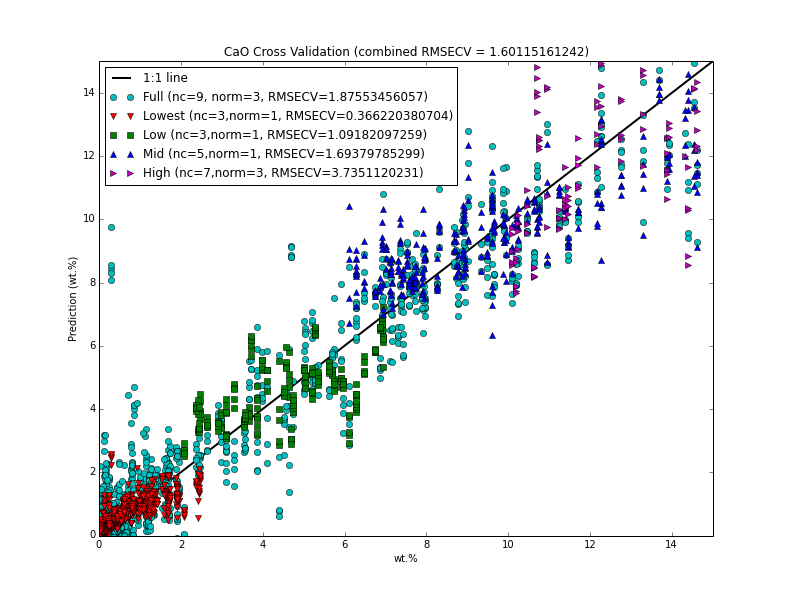 CaO Cross Validation (combined RMSECV = 1.60115161242)
1:1 line
Full (nc=9, norm=3, RMSECV=1.87553456057)
Lowest (nc=3,norm=1, RMSECV=0.366220380704)
Low (nc=3,norm=1, RMSECV=1.09182097259)
Mid (nc=5,norm=1, RMSECV=1.69379785299)
High (nc=7,norm=3, RMSECV=3.7351120231)
Prediction (wt.%)
14
12
10
8
6
4
2
0
0 2 4 6 8 10 12 14
wt.%